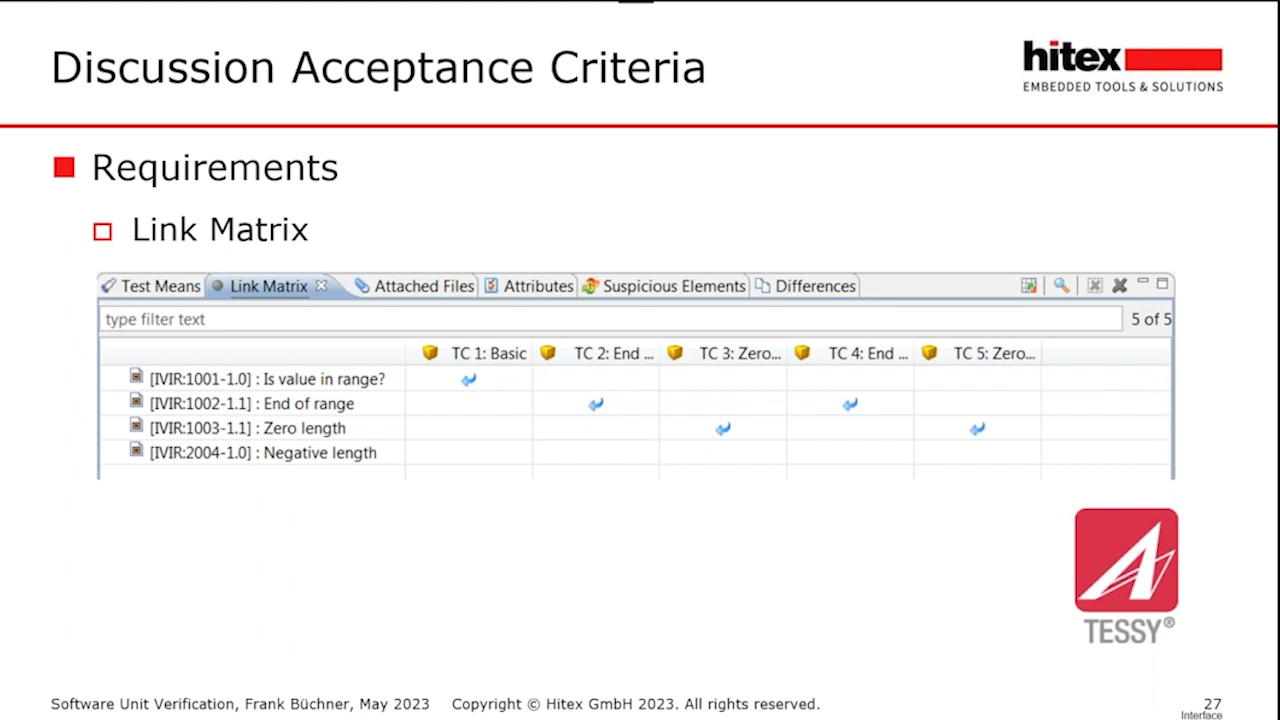 Discussion Acceptance Criteria
hitex
EMBEDDED TOOLS & SOLUTIONS
Requirements
Link Matrix
Test Means Link Matrix Attached Files Attributes Suspicious Elements Differences
type filter text 5 of 5
TC 1: Basic TC 2: End ... TC 3: Zero... TC 4: End ... TC 5: Zero...
[IVIR:1001-1.0] : Is value in range?
[IVIR:1002-1.1] : End of range
[IVIR:1003-1.1] : Zero length
[IVIR:2004-1.0] : Negative length
TESSY®
Software Unit Verification, Frank Büchner, May 2023 Copyright © Hitex GmbH 2023. All rights reserved. 27
Interface